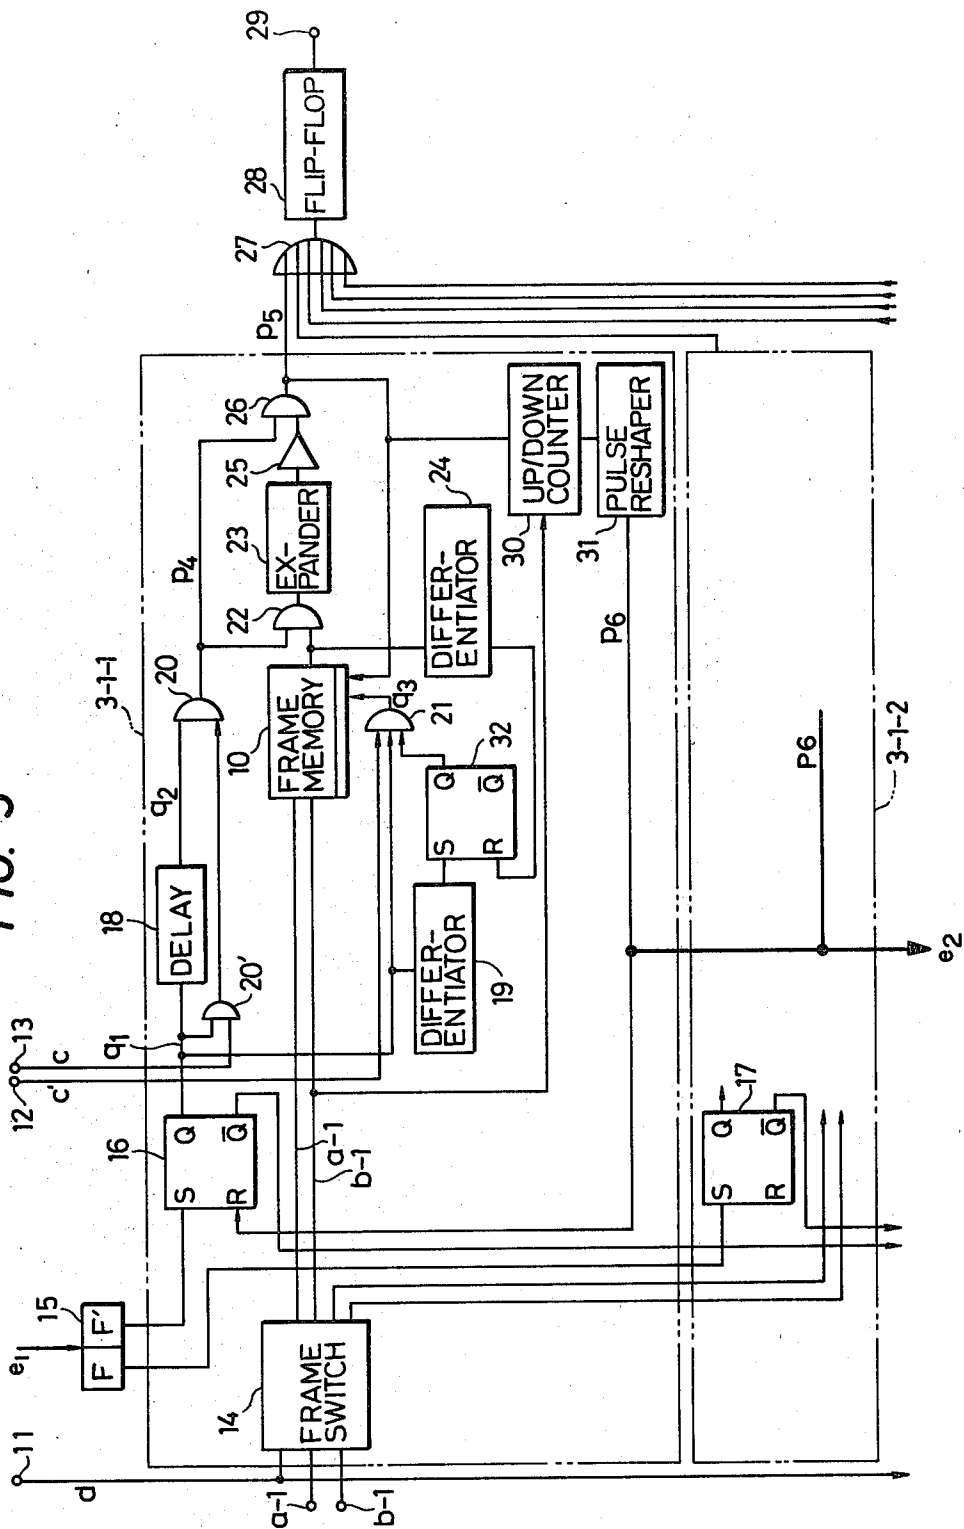 FIG. 5
29
FLIP-FLOP
28
27
P5
3-1-1
20
q2
DELAY
18
P4
26
25
EX-
PANDER
23
22
FRAME
MEMORY
10
q3
21
DIFFER-
ENTIATOR
24
UP/DOWN
COUNTER
30
PULSE
RESHAPER
31
P6
S
Q
R
Q̅
32
DIFFER-
ENTIATOR
19
20'
q1
13
c
12
c'
16
S
Q
R
Q̅
a-1
b-1
e1
15
F
F'
14
FRAME
SWITCH
11
d
a-1
b-1
17
S
Q
R
Q̅
P6
3-1-2
e2